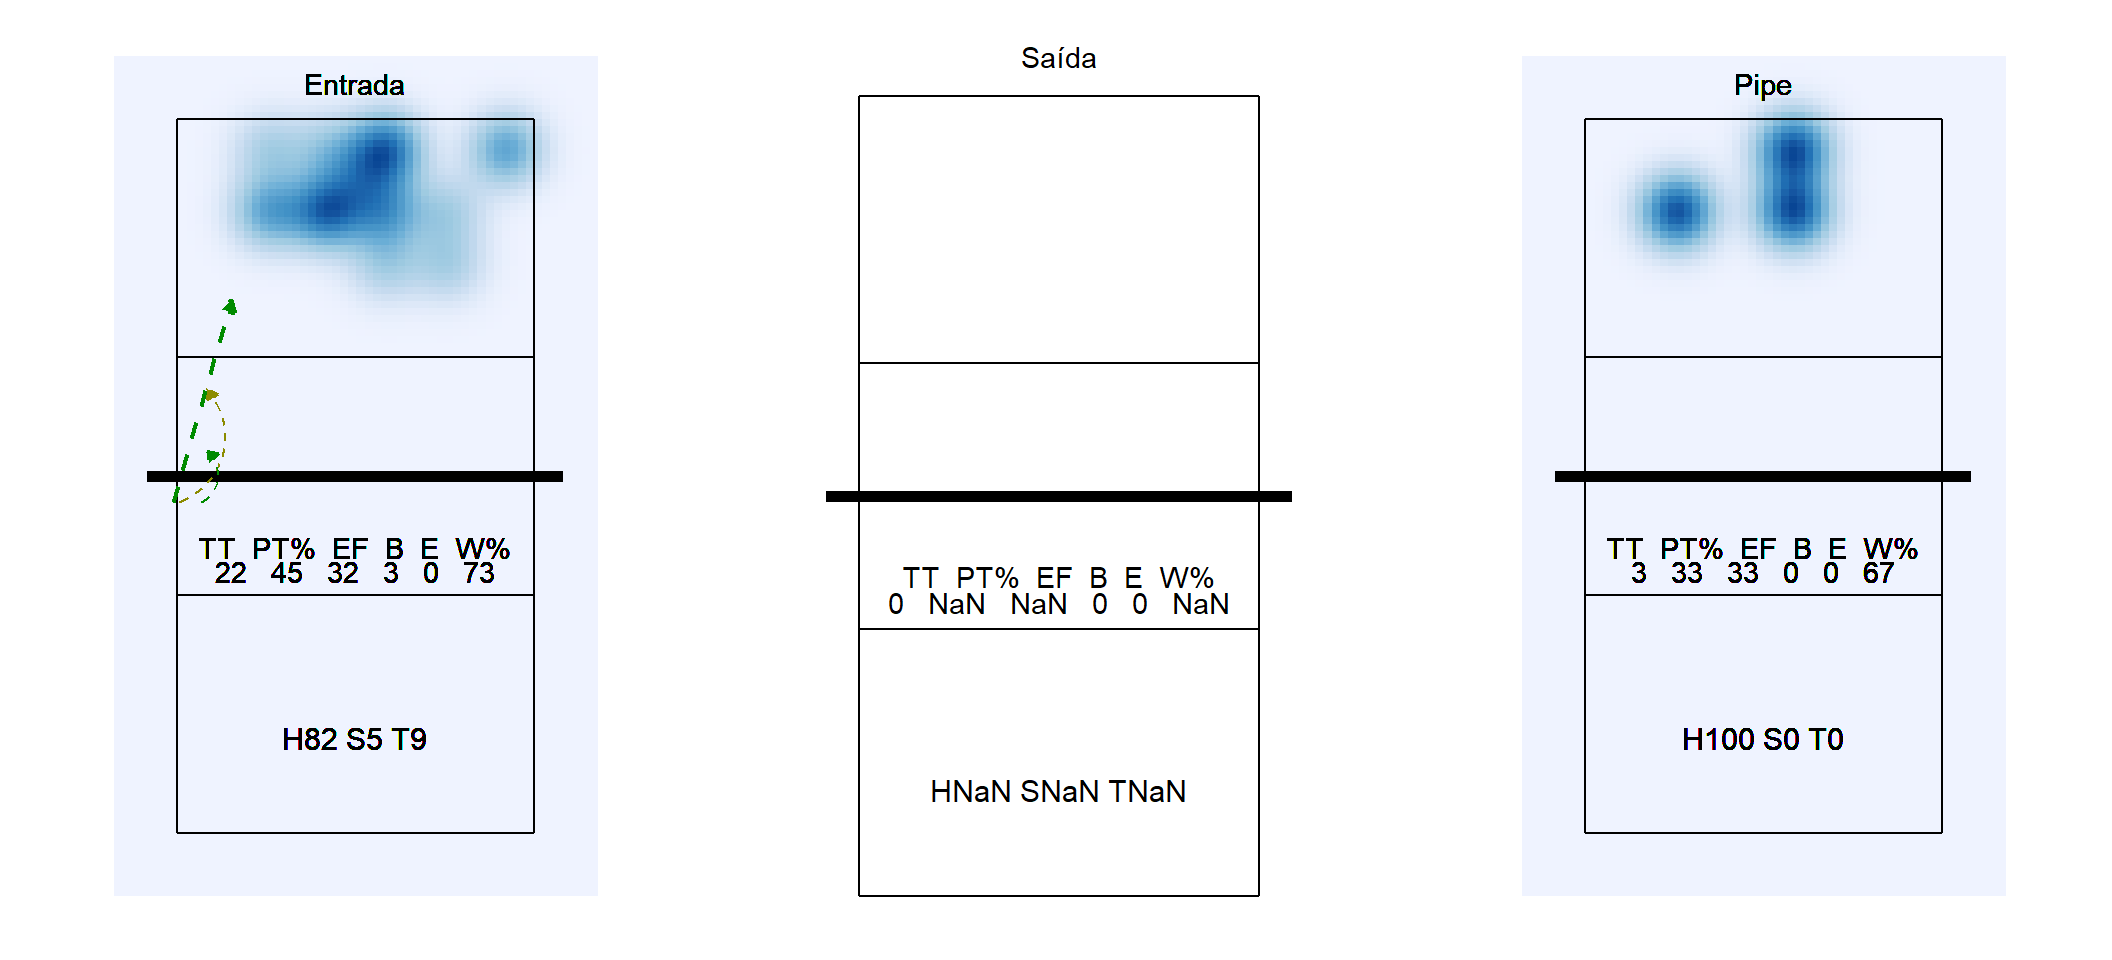 Entrada
TT PT% EF B E W%
22 45 32 3 0 73
H82 S5 T9
Saída
TT PT% EF B E W%
0 NaN NaN 0 0 NaN
HNaN SNaN TNaN
Pipe
TT PT% EF B E W%
3 33 33 0 0 67
H100 S0 T0